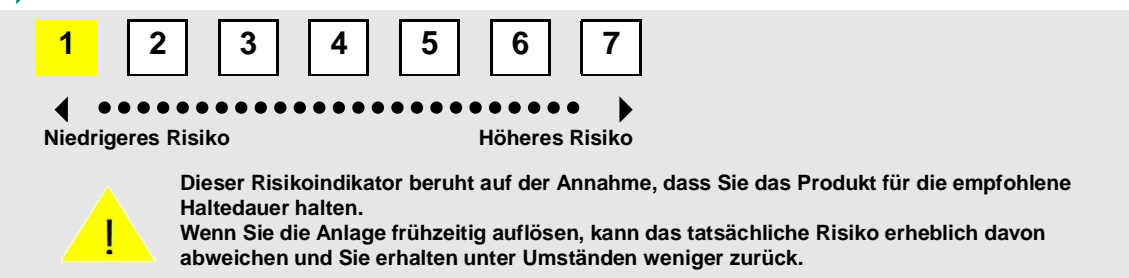 1 2 3 4 5 6 7
Niedrigeres Risiko Höheres Risiko
Dieser Risikoindikator beruht auf der Annahme, dass Sie das Produkt für die empfohlene
Haltedauer halten.
!
Wenn Sie die Anlage frühzeitig auflösen, kann das tatsächliche Risiko erheblich davon
abweichen und Sie erhalten unter Umständen weniger zurück.